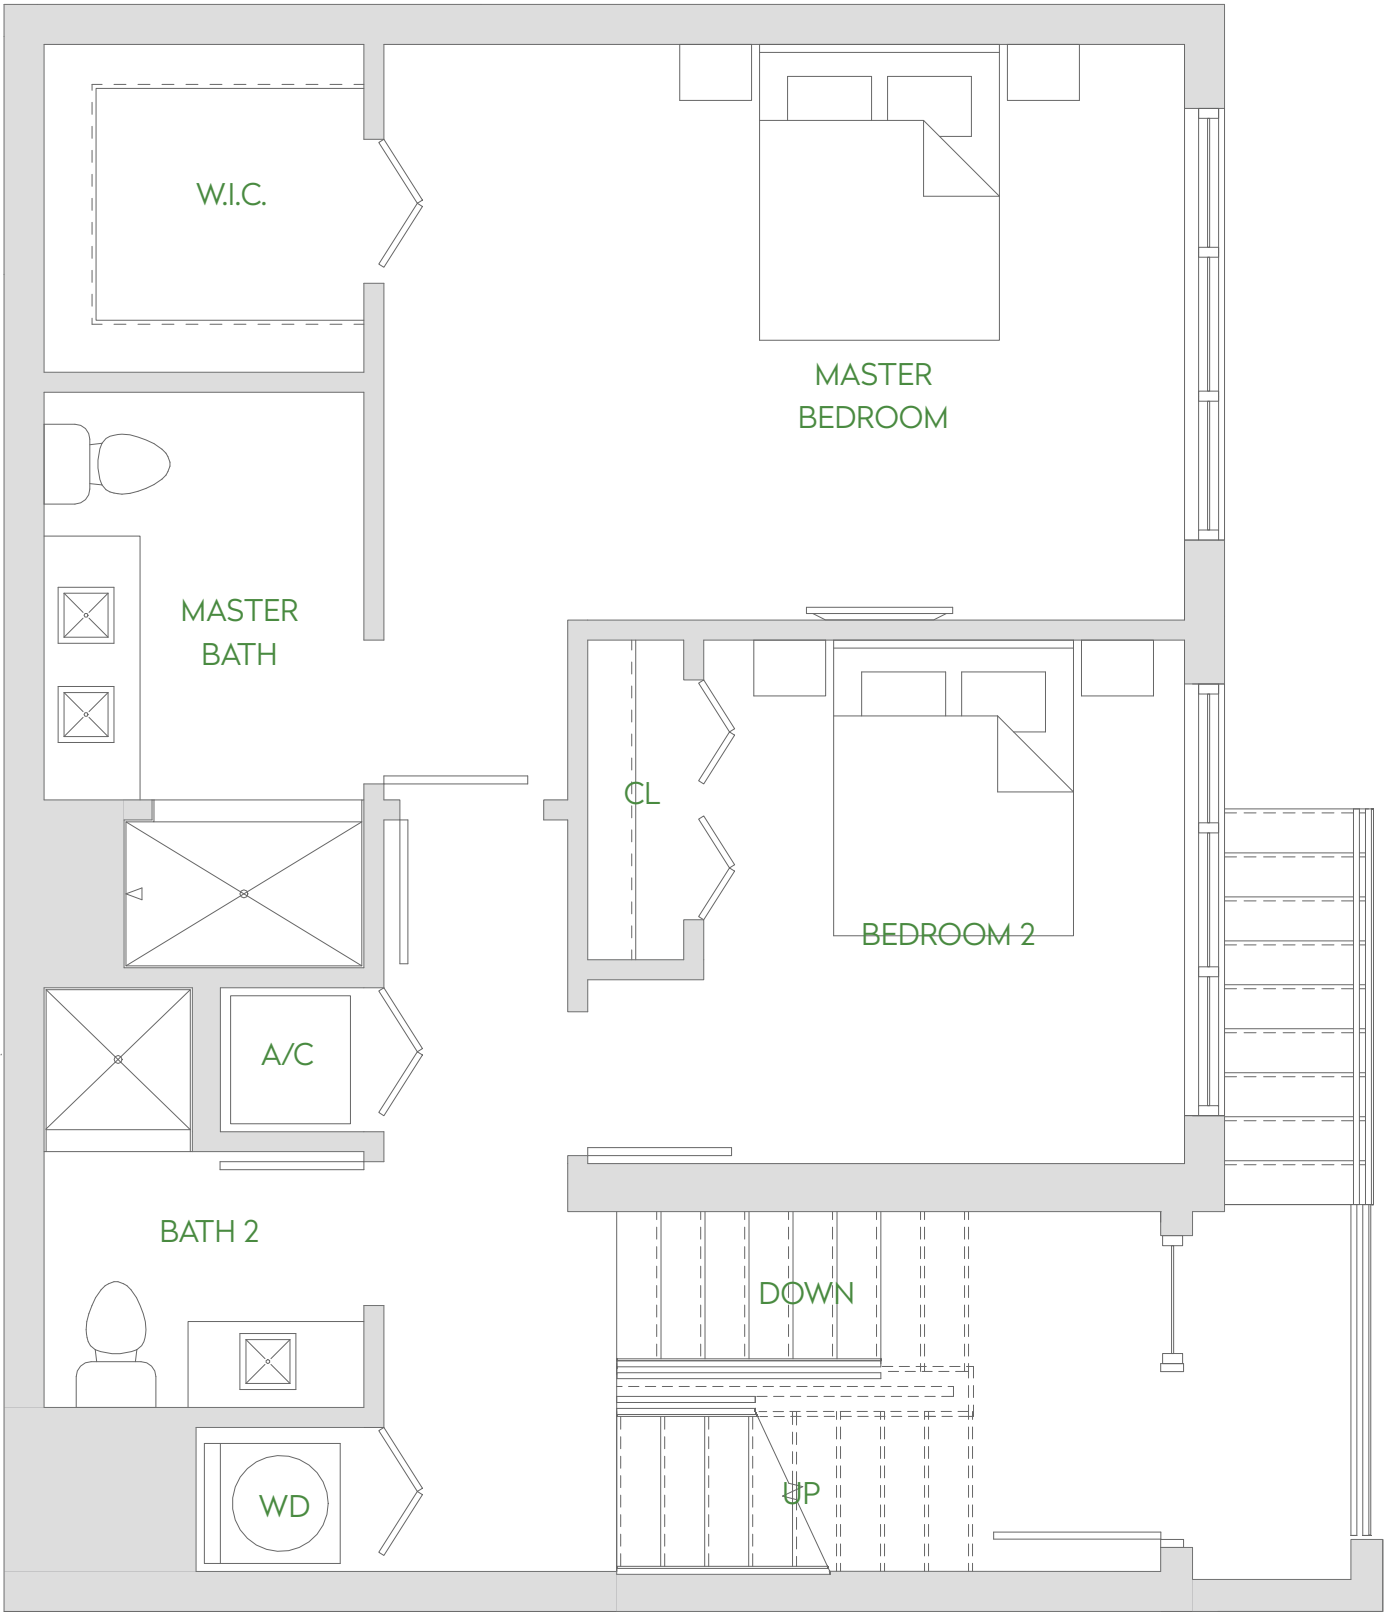 W.I.C.
MASTER
BEDROOM
MASTER
BATH
CL
BEDROOM 2
A/C
BATH 2
DOWN
UP
WD